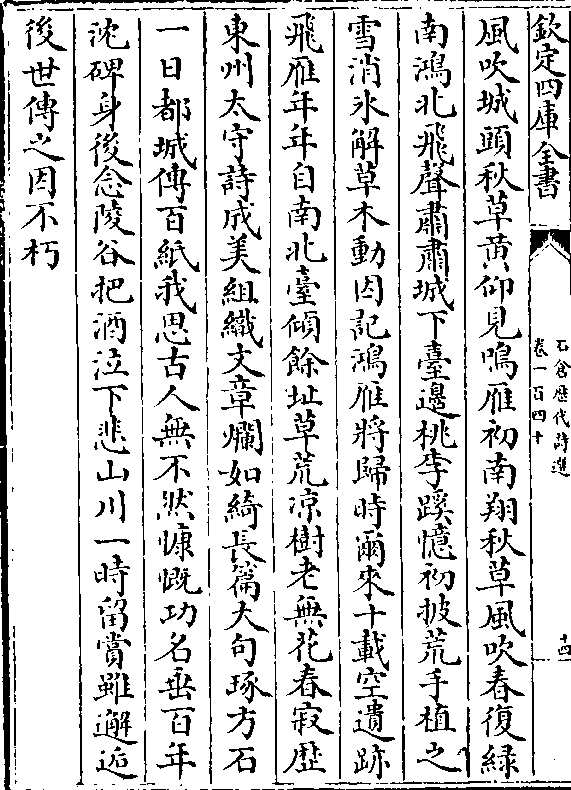 欽定四庫全書
石倉歷代詩選
卷一百四十
十四
風吹城頭秋草黃仰見鳴雁初南翔秋草風吹春復緑
南鴻北飛聲肅肅城下臺邊桃李蹊憶初披荒手植之
雪消氷解草木動因記鴻雁將歸時爾來十載空遺跡
飛雁年年自南北臺傾餘址草荒凉樹老無花春寂歴
東州太守詩成美組織文章爛如綺長篇大句琢方石
一日都城傳百紙我思古人無不然慷慨功名垂百年
沈碑身後念陵谷把酒泣下悲山川一時留賞雖邂逅
後世傳之因不朽